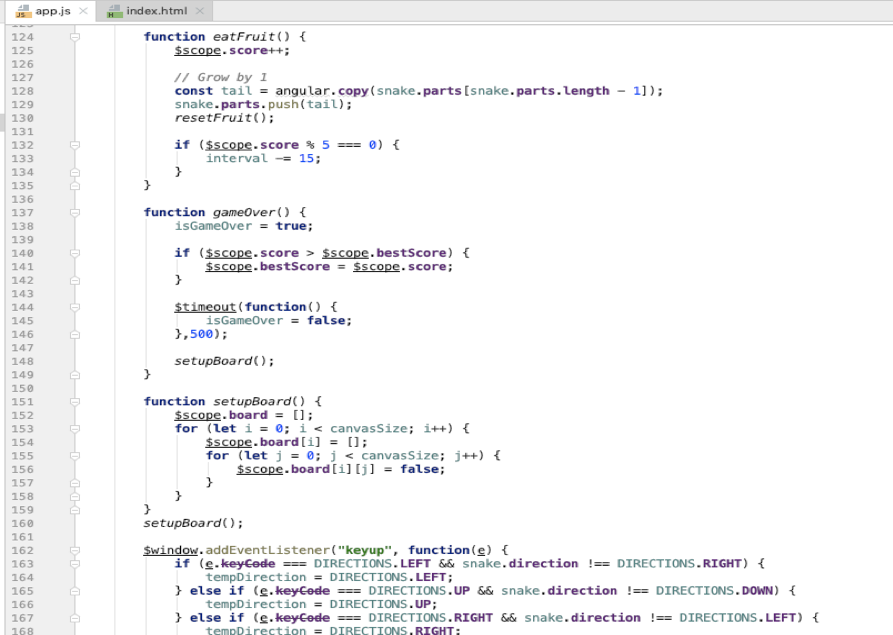 app.js index.html
123
124 function eatFruit() {
125 $scope.score++;
126
127 // Grow by 1
128 const tail = angular.copy(snake.parts[snake.parts.length - 1]);
129 snake.parts.push(tail);
130 resetFruit();
131
132 if ($scope.score % 5 === 0) {
133 interval -= 15;
134 }
135 }
136
137 function gameOver() {
138 isGameOver = true;
139
140 if ($scope.score > $scope.bestScore) {
141 $scope.bestScore = $scope.score;
142 }
143
144 $timeout(function() {
145 isGameOver = false;
146 },500);
147
148 setupBoard();
149 }
150
151 function setupBoard() {
152 $scope.board = [];
153 for (let i = 0; i < canvasSize; i++) {
154 $scope.board[i] = [];
155 for (let j = 0; j < canvasSize; j++) {
156 $scope.board[i][j] = false;
157 }
158 }
159 }
160 setupBoard();
161
162 $window.addEventListener("keyup", function(e) {
163 if (e.keyCode === DIRECTIONS.LEFT && snake.direction !== DIRECTIONS.RIGHT) {
164 tempDirection = DIRECTIONS.LEFT;
165 } else if (e.keyCode === DIRECTIONS.UP && snake.direction !== DIRECTIONS.DOWN) {
166 tempDirection = DIRECTIONS.UP;
167 } else if (e.keyCode === DIRECTIONS.RIGHT && snake.direction !== DIRECTIONS.LEFT) {
168 tempDirection = DIRECTIONS.RIGHT;